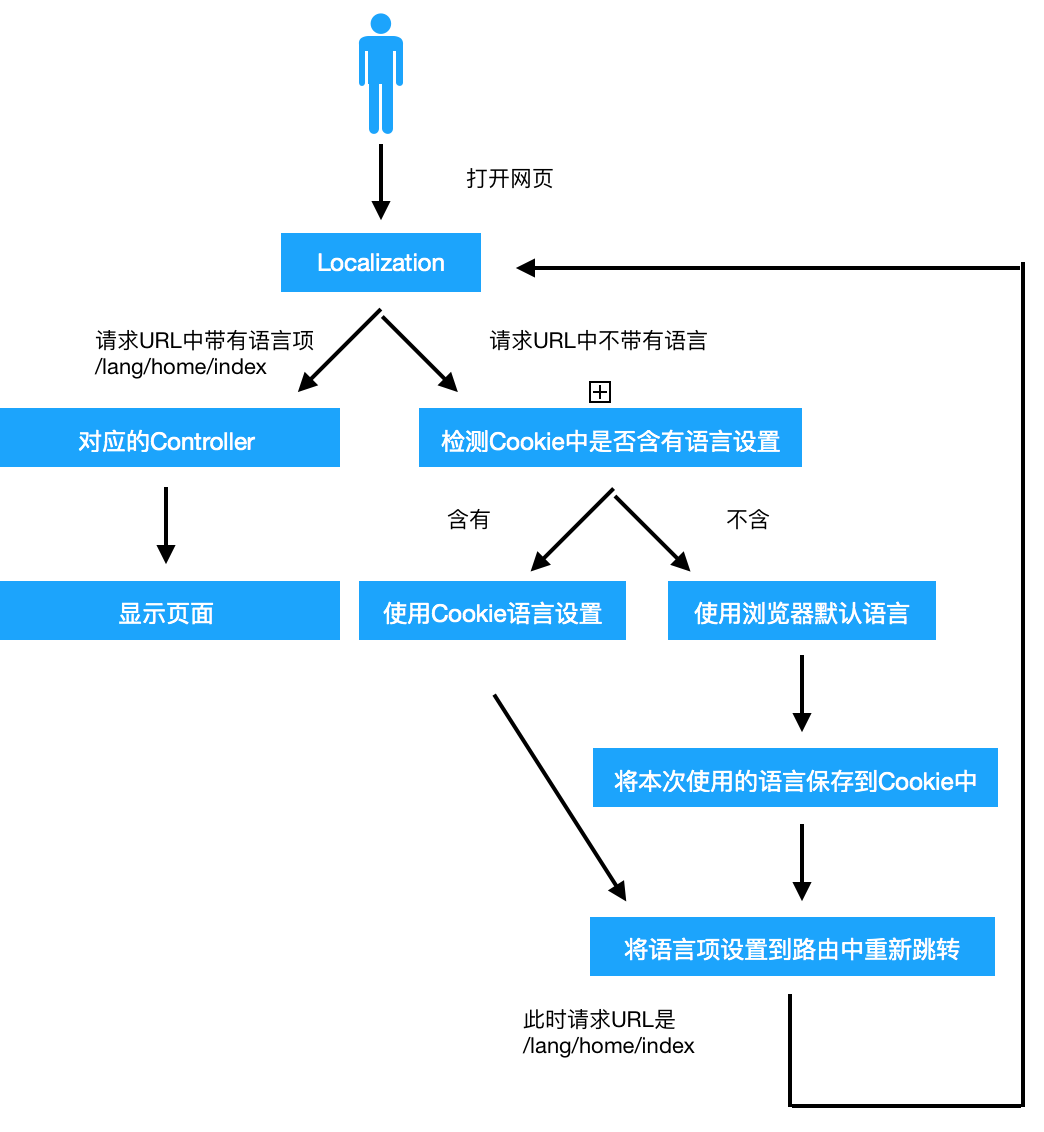 打开网页
Localization
请求URL中带有语言项
/lang/home/index
请求URL中不带有语言
对应的Controller
检测Cookie中是否含有语言设置
含有
不含
显示页面
使用Cookie语言设置
使用浏览器默认语言
将本次使用的语言保存到Cookie中
将语言项设置到路由中重新跳转
此时请求URL是
/lang/home/index